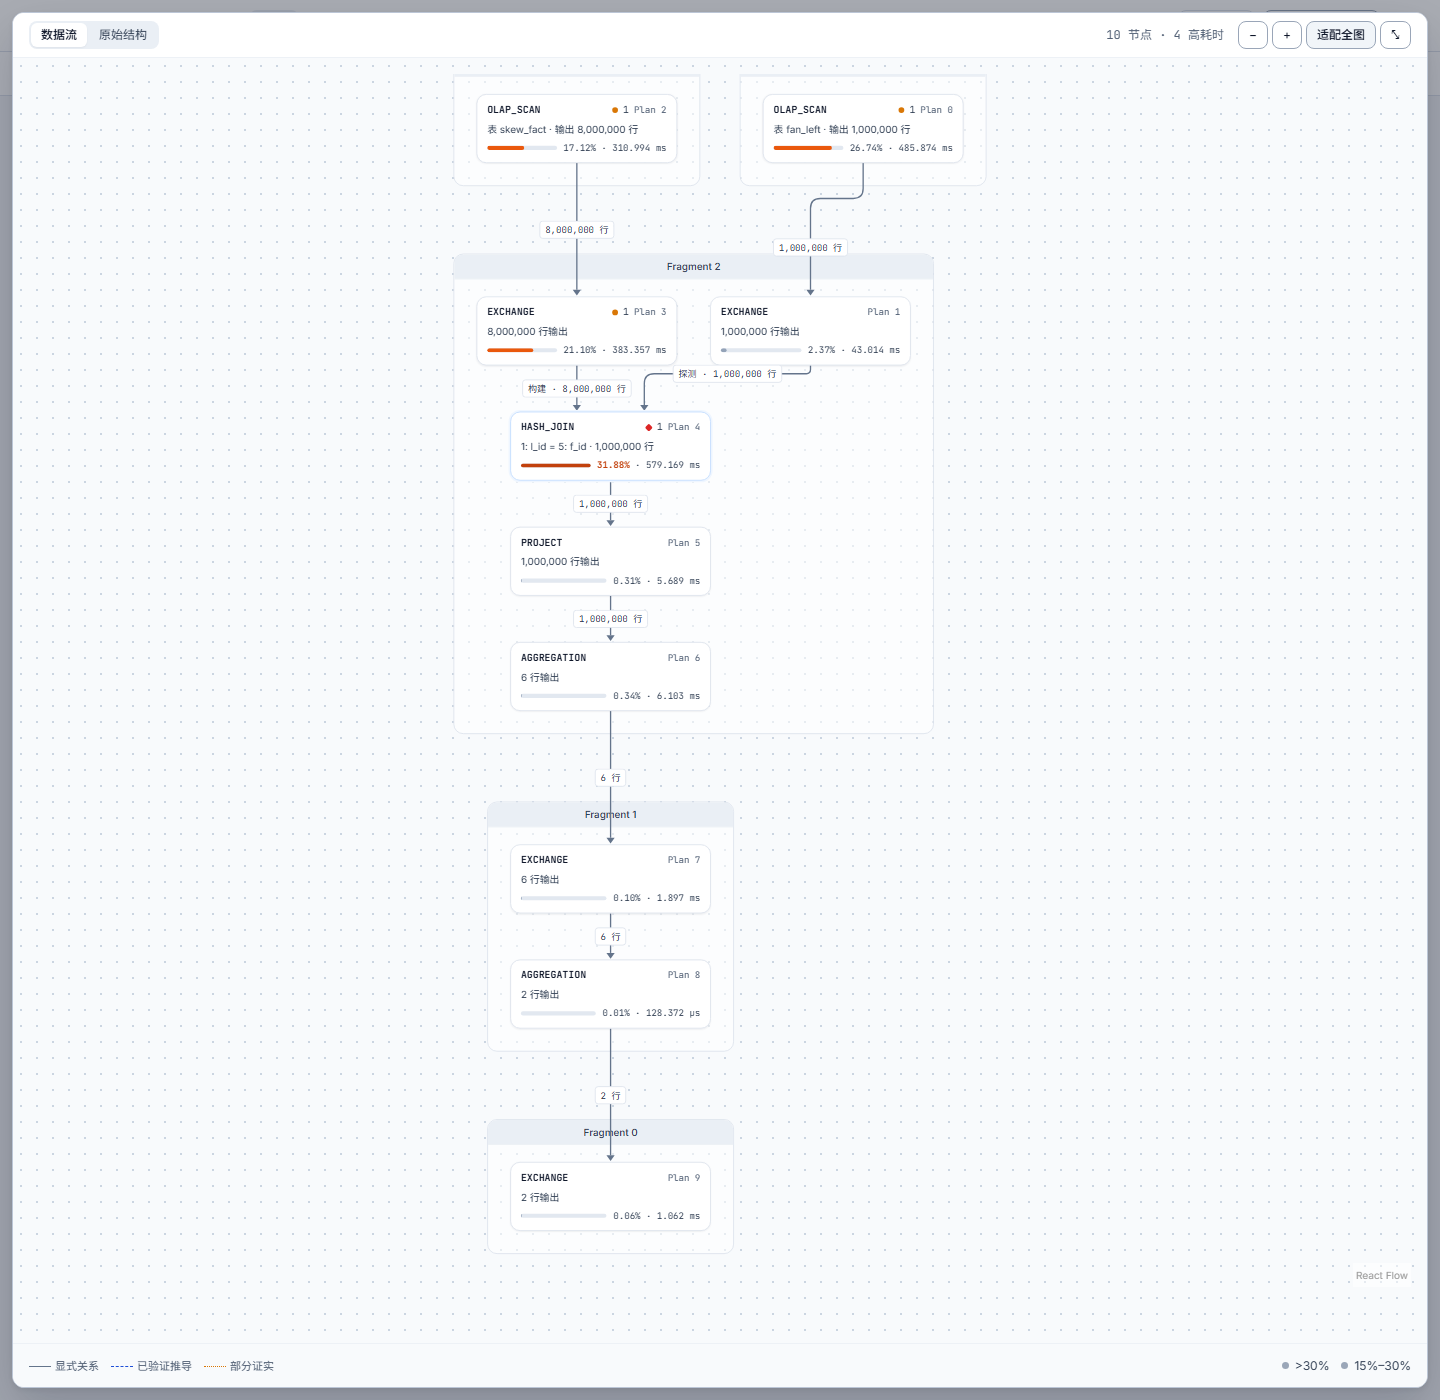 数据流 原始结构
10 节点 · 4 高耗时 − + 适配全图
OLAP_SCAN 1 Plan 2
表 skew_fact · 输出 8,000,000 行
17.12% · 310.994 ms
OLAP_SCAN 1 Plan 0
表 fan_left · 输出 1,000,000 行
26.74% · 485.874 ms
8,000,000 行
1,000,000 行
Fragment 2
EXCHANGE 1 Plan 3
8,000,000 行输出
21.10% · 383.357 ms
EXCHANGE Plan 1
1,000,000 行输出
2.37% · 43.014 ms
探测 · 1,000,000 行
构建 · 8,000,000 行
HASH_JOIN 1 Plan 4
1: l_id = 5: f_id · 1,000,000 行
31.88% · 579.169 ms
1,000,000 行
PROJECT Plan 5
1,000,000 行输出
0.31% · 5.689 ms
1,000,000 行
AGGREGATION Plan 6
6 行输出
0.34% · 6.103 ms
6 行
Fragment 1
EXCHANGE Plan 7
6 行输出
0.10% · 1.897 ms
6 行
AGGREGATION Plan 8
2 行输出
0.01% · 128.372 µs
2 行
Fragment 0
EXCHANGE Plan 9
2 行输出
0.06% · 1.062 ms
React Flow
显式关系 已验证推导 部分证实
>30% 15%–30%